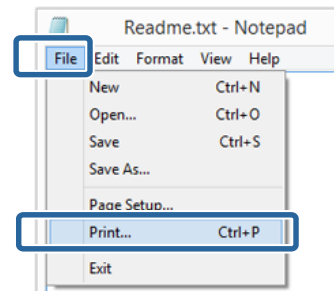 Readme.txt - Notepad
File Edit Format View Help
New Ctrl+N
Open... Ctrl+O
Save Ctrl+S
Save As...
Page Setup...
Print... Ctrl+P
Exit